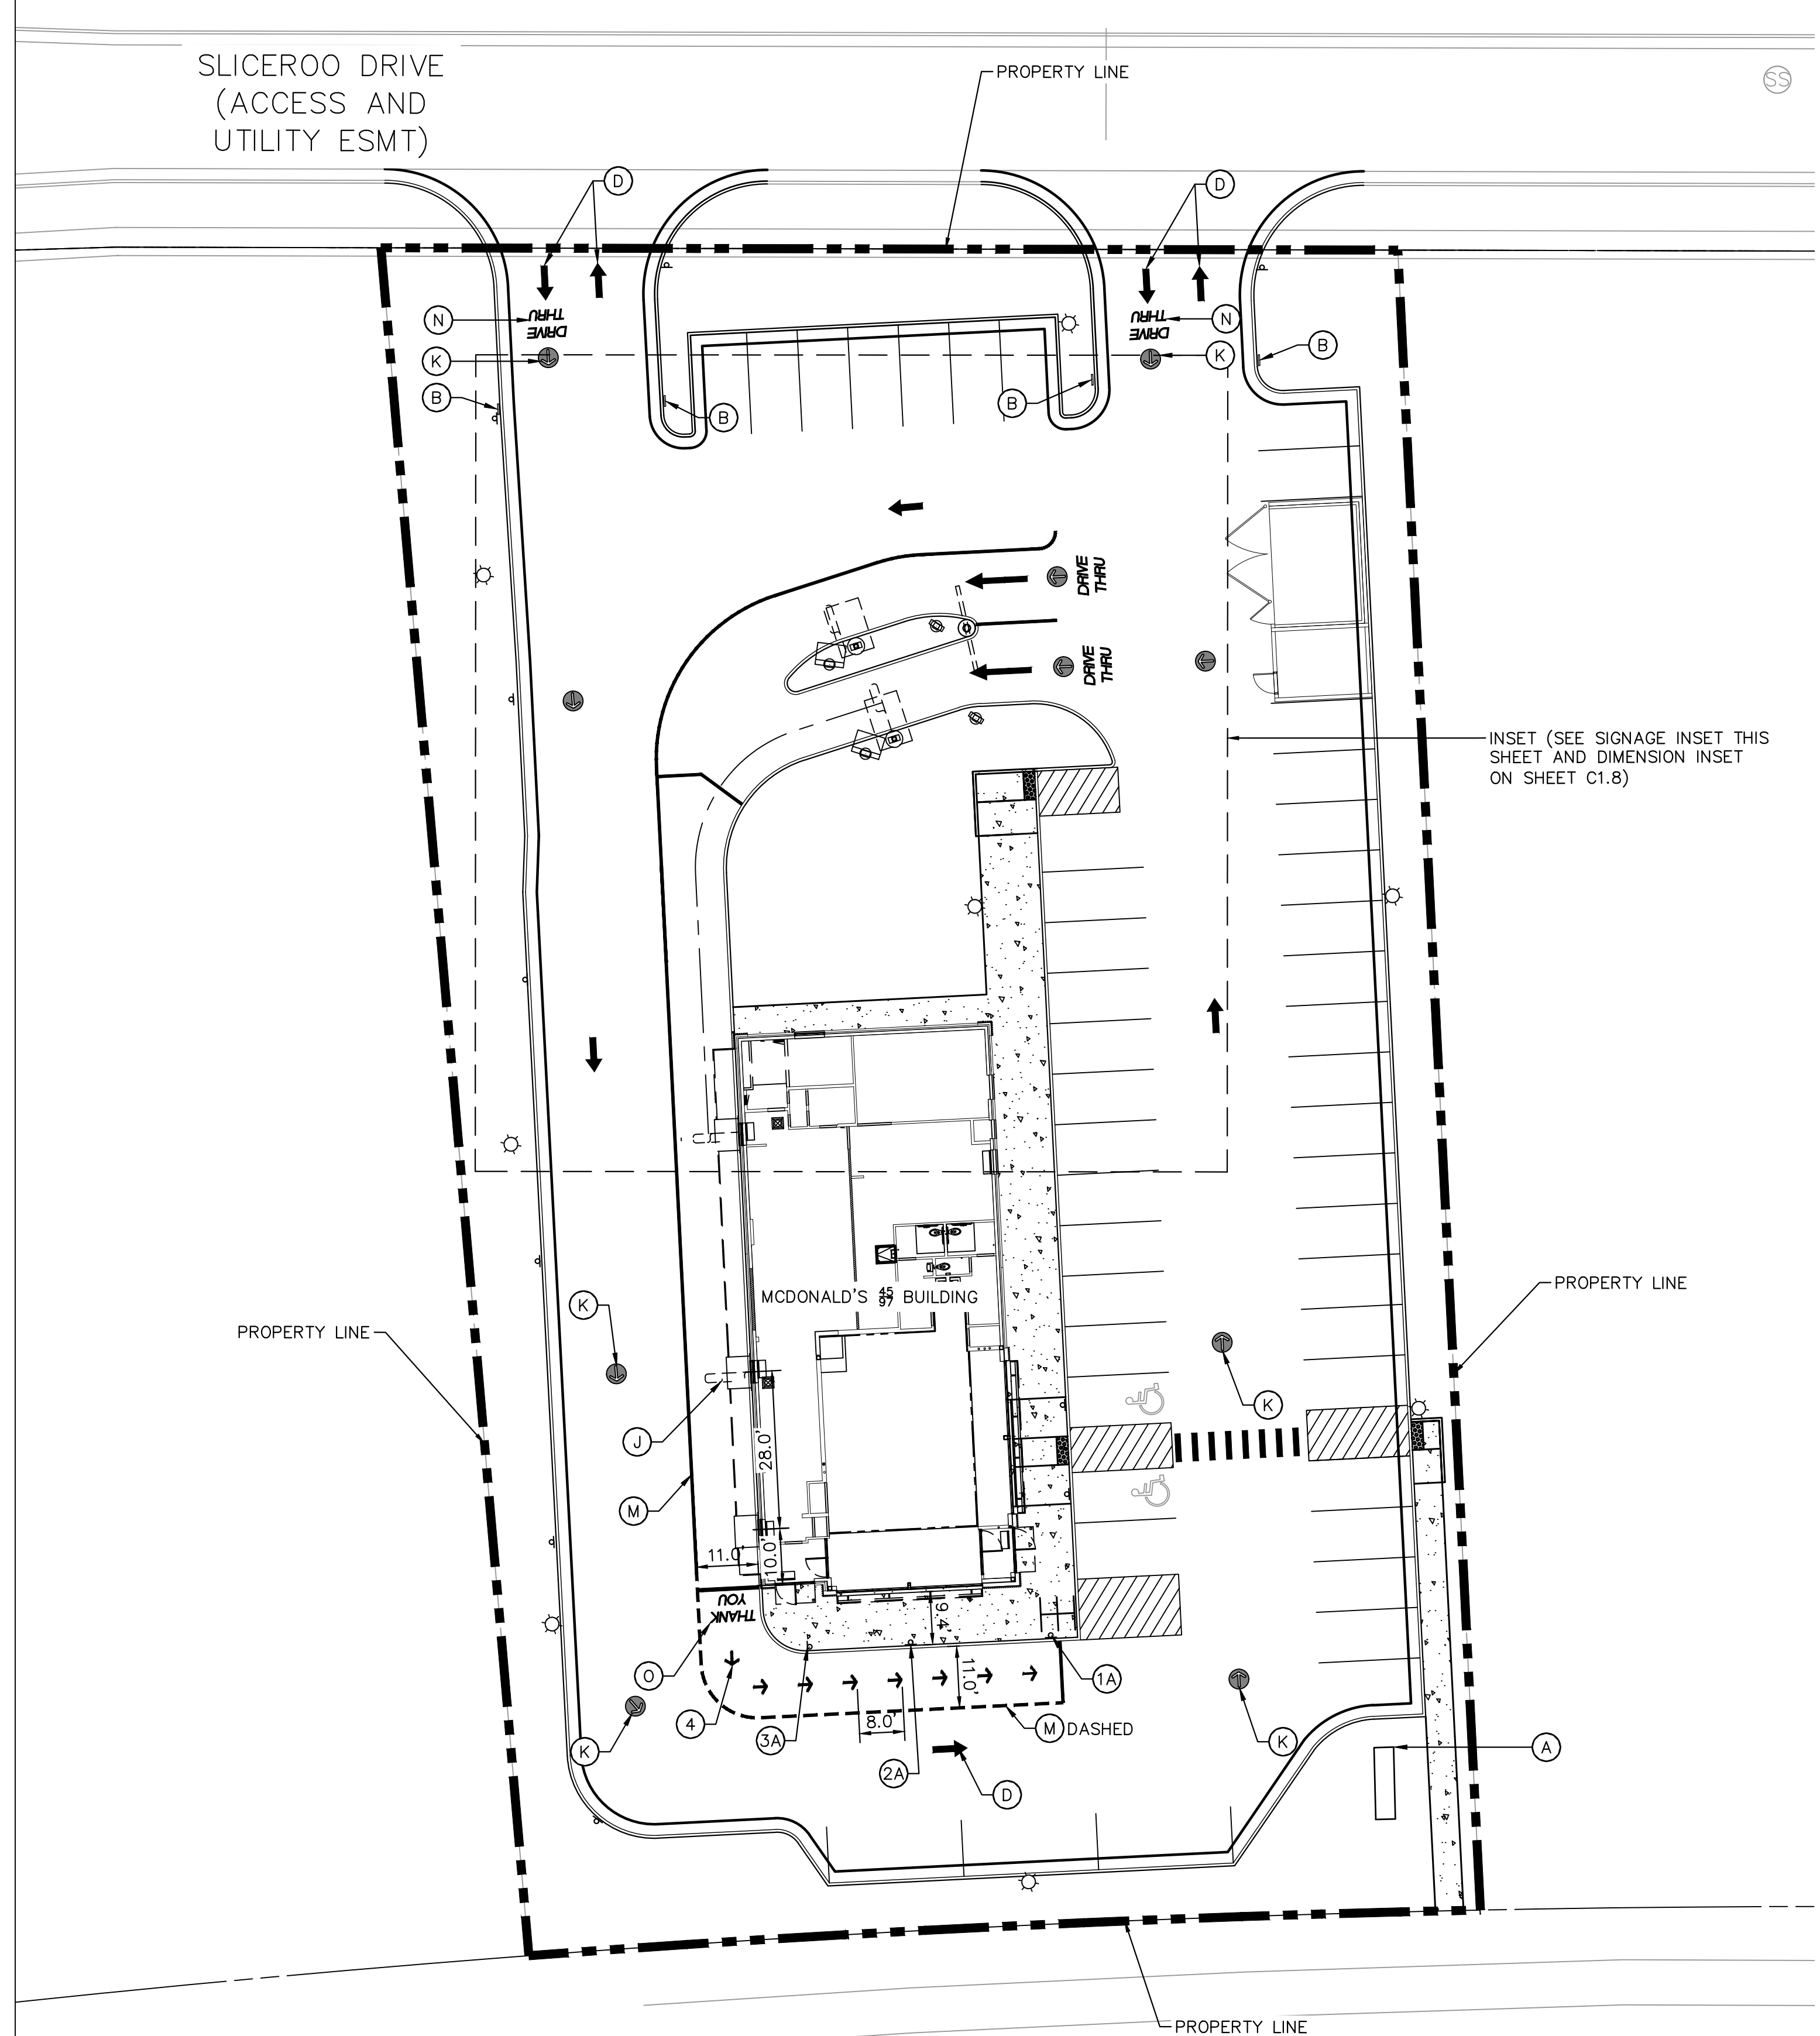 SLICEROO DRIVE
(ACCESS AND
UTILITY ESMT)
PROPERTY LINE
SS
D
D
N
DRIVE
THRU
DRIVE
THRU
N
K
K
B
B
B
B
DRIVE
THRU
DRIVE
THRU
INSET (SEE SIGNAGE INSET THIS
SHEET AND DIMENSION INSET
ON SHEET C1.8)
MCDONALD'S 45/97 BUILDING
PROPERTY LINE
PROPERTY LINE
K
K
J
28.0'
M
11.0'
10.0'
THANK
YOU
9.4'
O
11.0'
1A
4
3A
8.0'
M DASHED
K
K
A
2A
D
PROPERTY LINE